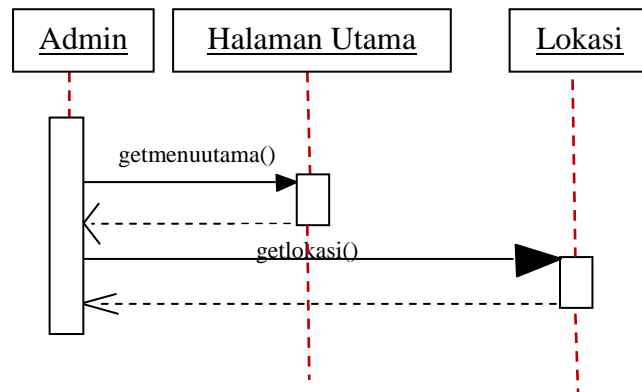 Admin
Halaman Utama
Lokasi
getmenuutama()
getlokasi()